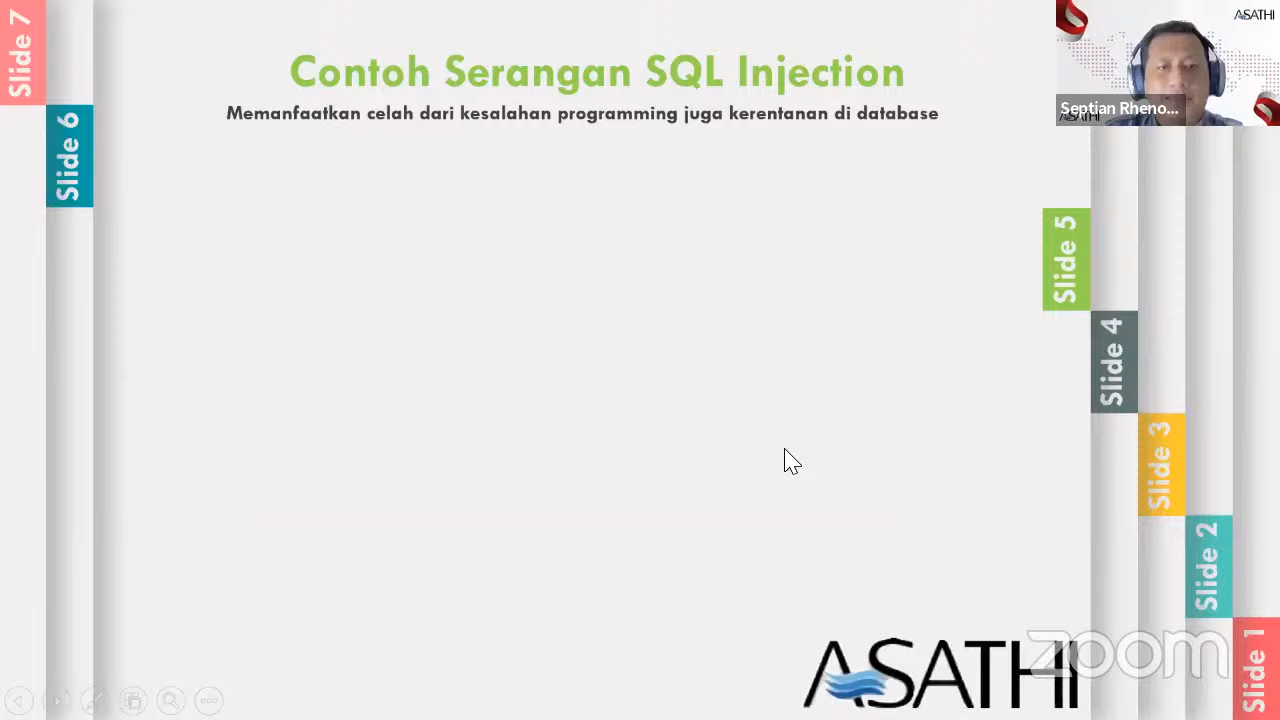 Slide 7
Contoh Serangan SQL Injection
Memanfaatkan celah dari kesalahan programming juga kerentanan di database
ASATHI
Septian Rheno...
ASATHI
Slide 6
Slide 5
Slide 4
Slide 3
Slide 2
Slide 1
ASATHI
zoom